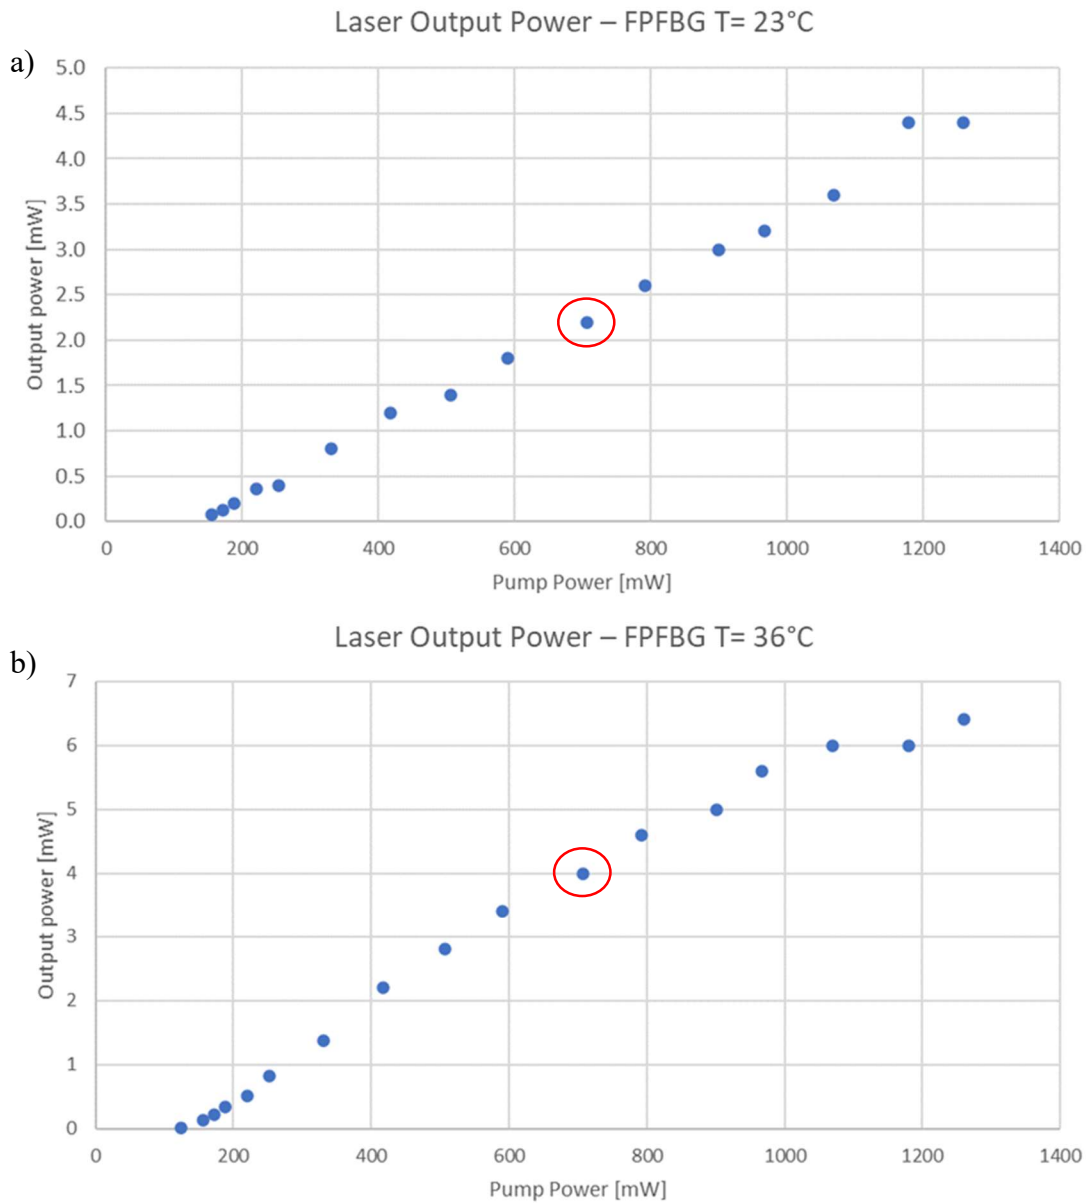 Laser Output Power – FPFBG T= 23°C
a)
5.0
4.5
4.0
3.5
3.0
2.5
2.0
1.5
1.0
0.5
0.0
Output power [mW]
0 200 400 600 800 1000 1200 1400
Pump Power [mW]
Laser Output Power – FPFBG T= 36°C
b)
7
6
5
4
3
2
1
0
Output power [mW]
0 200 400 600 800 1000 1200 1400
Pump Power [mW]